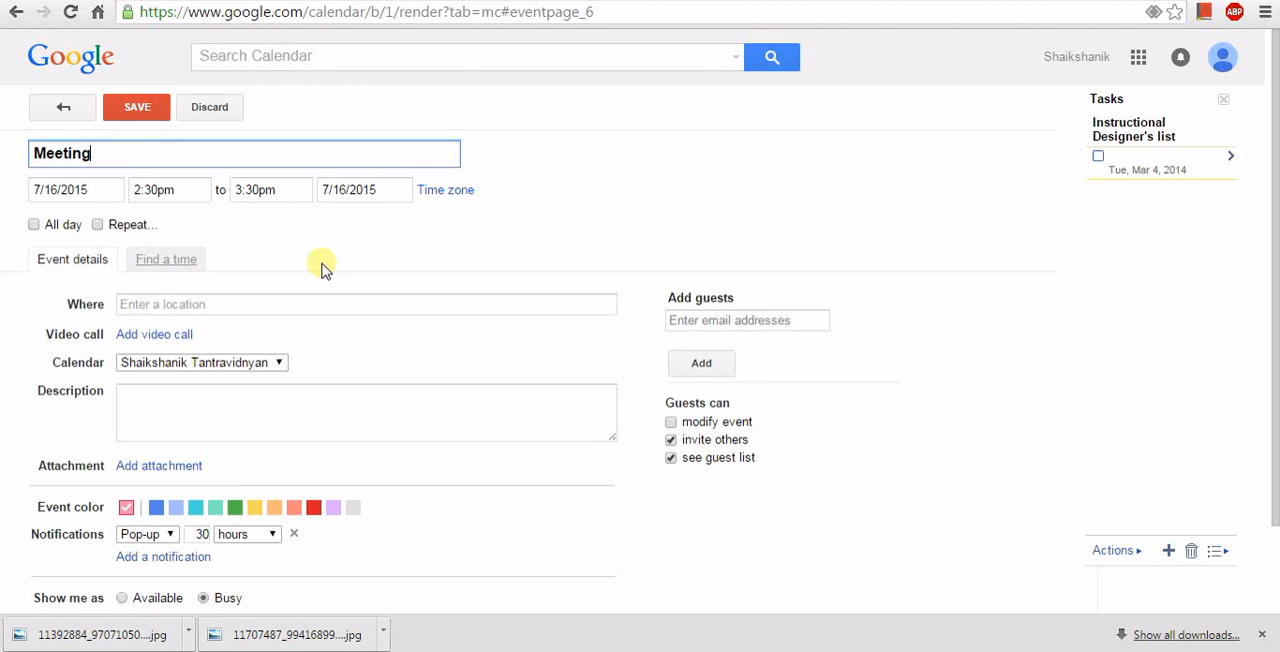 https://www.google.com/calendar/b/1/render?tab=mc#eventpage_6
ABP
Google
Search Calendar
Shaikshanik
SAVE
Discard
Tasks
Instructional
Designer's list
Tue, Mar 4, 2014
Meeting
7/16/2015
2:30pm
to
3:30pm
7/16/2015
Time zone
All day
Repeat...
Event details
Find a time
Where
Enter a location
Video call
Add video call
Calendar
Shaikshanik Tantravidnyan
Description
Attachment
Add attachment
Event color
Notifications
Pop-up
30
hours
Add a notification
Show me as
Available
Busy
Add guests
Enter email addresses
Add
Guests can
modify event
invite others
see guest list
Actions
11392884_97071050....jpg
11707487_99416899....jpg
Show all downloads...